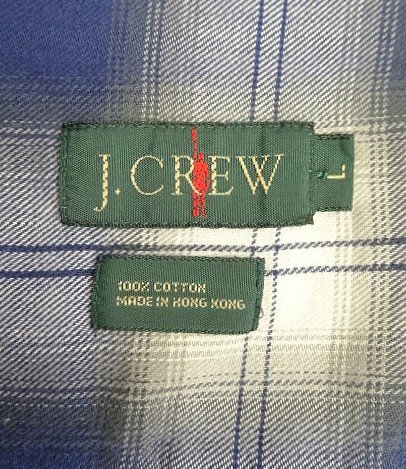 J. CREW
L
100% COTTON
MADE IN HONG KONG